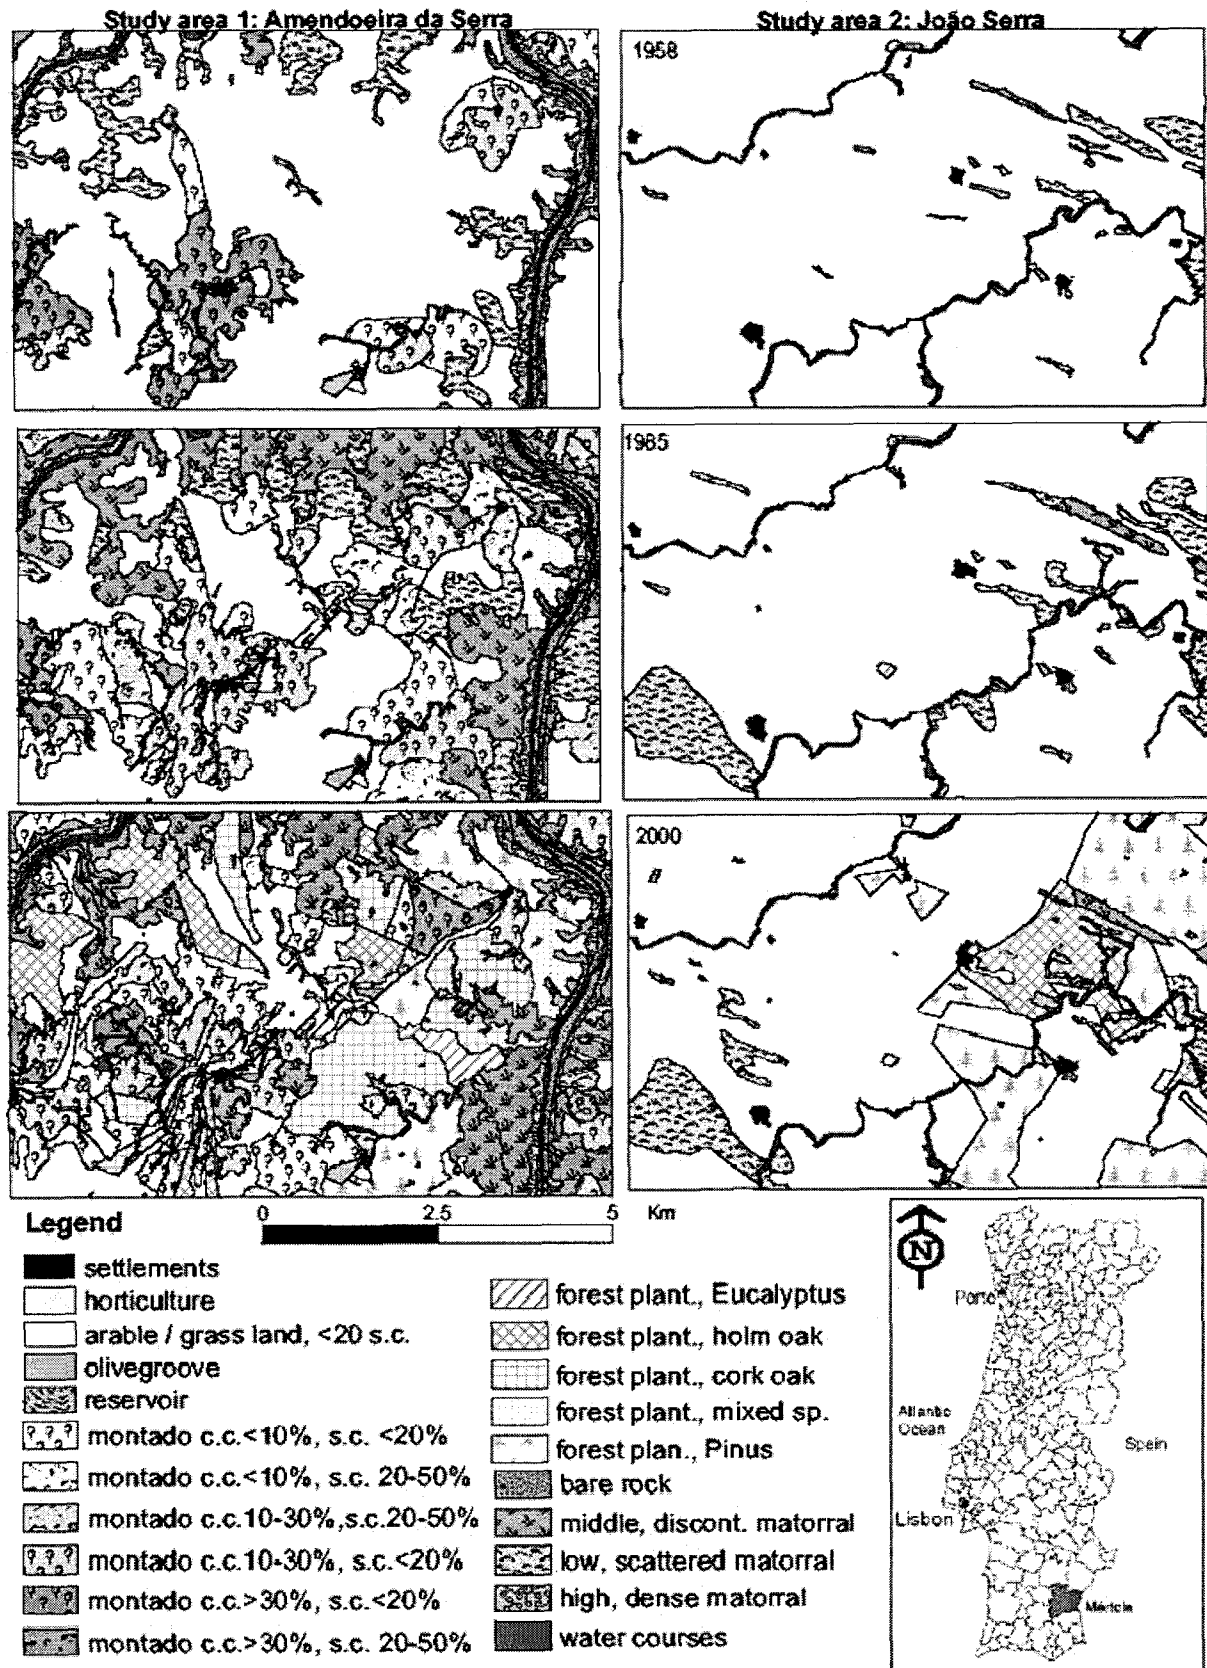 Study area 1: Amendoeira da Serra
Study area 2: João Serra
1958
1985
2000
Legend
0 2.5 5 Km
settlements
horticulture
arable / grass land, <20 s.c.
olivegroove
reservoir
montado c.c.<10%, s.c. <20%
montado c.c.<10%, s.c. 20-50%
montado c.c.10-30%,s.c.20-50%
montado c.c.10-30%, s.c.<20%
montado c.c.>30%, s.c.<20%
montado c.c.>30%, s.c. 20-50%
forest plant., Eucalyptus
forest plant., holm oak
forest plant., cork oak
forest plant., mixed sp.
forest plan., Pinus
bare rock
middle, discont. matorral
low, scattered matorral
high, dense matorral
water courses
N
Porto
Atlantic
Ocean
Spain
Lisbon
Mértola